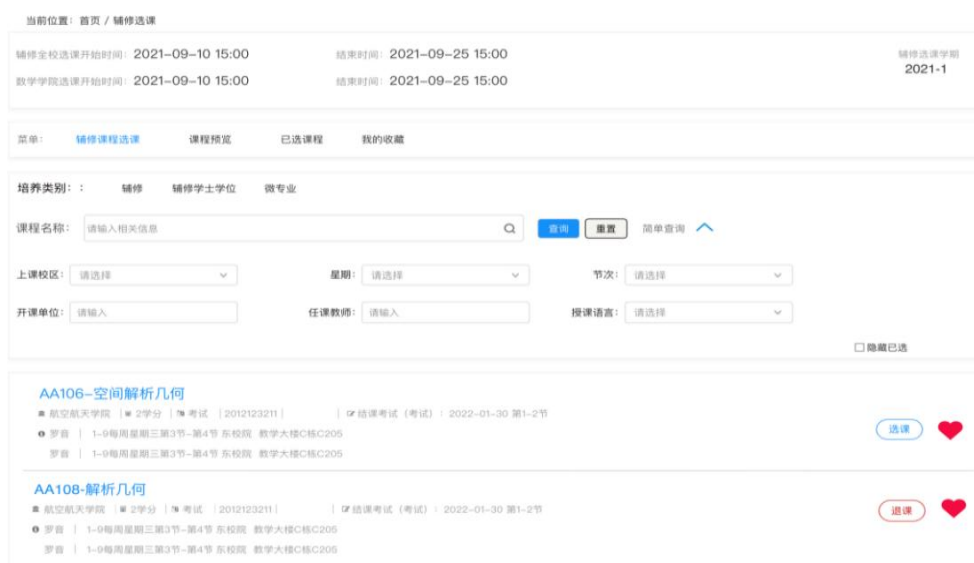 当前位置：首页 / 辅修选课
辅修全校选课开始时间：2021-09-10 15:00 结束时间：2021-09-25 15:00 辅修选课学期
数学学院选课开始时间：2021-09-10 15:00 结束时间：2021-09-25 15:00 2021-1
菜单： 辅修课程选课 课程预览 已选课程 我的收藏
培养类别：： 辅修 辅修学士学位 微专业
课程名称： 请输入相关信息 查询 重置 简单查询
上课校区： 请选择 星期： 请选择 节次： 请选择
开课单位： 请输入 任课教师： 请输入 授课语言： 请选择
隐藏已选
AA106-空间解析几何
航空航天学院 | 2学分 | 考试 | 2012123211 | | 结课考试（考试）：2022-01-30 第1-2节
罗音 | 1-9每周星期三第3节-第4节 东校院 教学大楼C栋C205 选课
罗音 | 1-9每周星期三第3节-第4节 东校院 教学大楼C栋C205
AA108-解析几何
航空航天学院 | 2学分 | 考试 | 2012123211 | | 结课考试（考试）：2022-01-30 第1-2节 退课
罗音 | 1-9每周星期三第3节-第4节 东校院 教学大楼C栋C205
罗音 | 1-9每周星期三第3节-第4节 东校院 教学大楼C栋C205